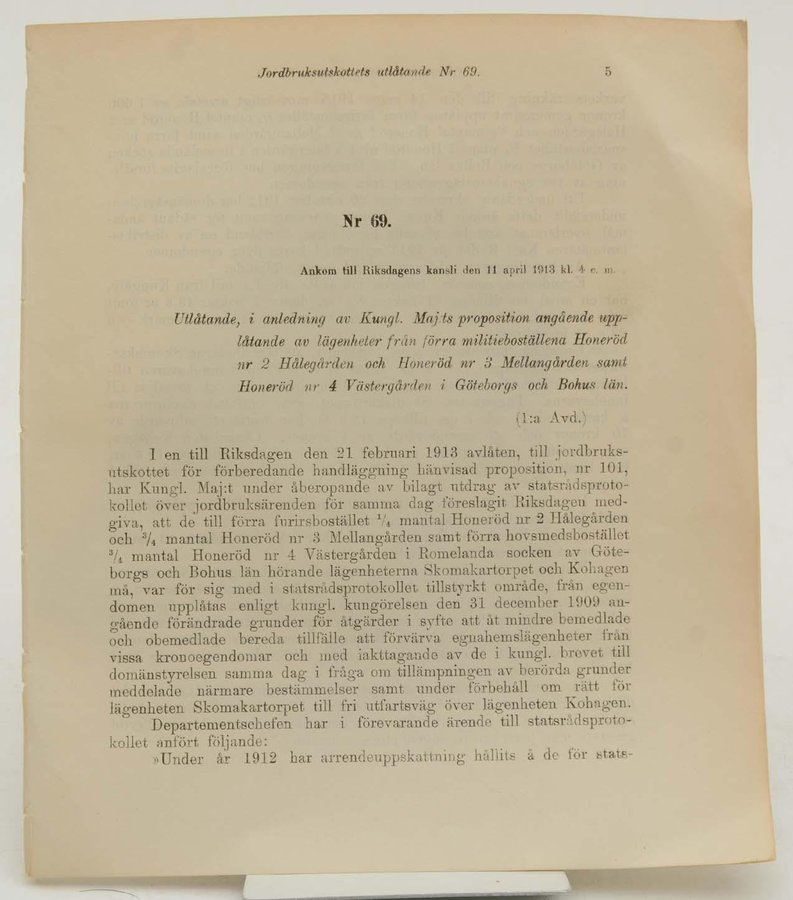 Jordbruksutskottets utlåtande Nr 69. 5
Nr 69.
Ankom till Riksdagens kansli den 11 april 1913 kl. 4 e. m.
Utlåtande, i anledning av Kungl. Maj:ts proposition angående upp-
låtande av lägenheter från förra militieboställena Honeröd
nr 2 Hålegården och Honeröd nr 3 Mellangården samt
Honeröd nr 4 Västergården i Göteborgs och Bohus län.
(1:a Avd.)
I en till Riksdagen den 21 februari 1913 avlåten, till jordbruks-
utskottet för förberedande handläggning hänvisad proposition, nr 101,
har Kungl. Maj:t under åberopande av bilagt utdrag av statsrådsproto-
kollet över jordbruksärenden för samma dag föreslagit Riksdagen med-
giva, att de till förra furirsbostället ¹/₄ mantal Honeröd nr 2 Hålegården
och ³/₄ mantal Honeröd nr 3 Mellangården samt förra hovsmedsbostället
³/₄ mantal Honeröd nr 4 Västergården i Romelanda socken av Göte-
borgs och Bohus län hörande lägenheterna Skomakartorpet och Kohagen
må, var för sig med i statsrådsprotokollet tillstyrkt område, från egen-
domen upplåtas enligt kungl. kungörelsen den 31 december 1909 an-
gående förändrade grunder för åtgärder i syfte att åt mindre bemedlade
och obemedlade bereda tillfälle att förvärva egnahemslägenheter från
vissa kronoegendomar och med iakttagande av de i kungl. brevet till
domänstyrelsen samma dag i fråga om tillämpningen av berörda grunder
meddelade närmare bestämmelser samt under förbehåll om rätt för
lägenheten Skomakartorpet till fri utfartsväg över lägenheten Kohagen.
Departementschefen har i förevarande ärende till statsrådsproto-
kollet anfört följande:
»Under år 1912 har arrendeuppskattning hållits å de för stats-